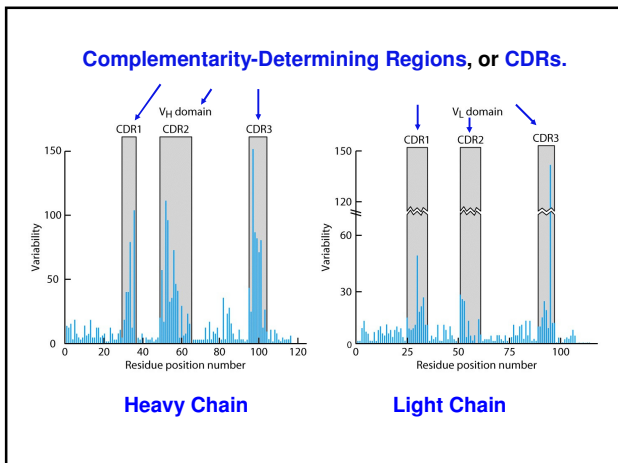 Complementarity-Determining Regions, or CDRs.
VH domain
CDR1 CDR2 CDR3
150
100
50
0
Variability
0 20 40 60 80 100 120
Residue position number
Heavy Chain
VL domain
CDR1 CDR2 CDR3
150
120
60
30
0
Variability
0 25 50 75 100
Residue position number
Light Chain